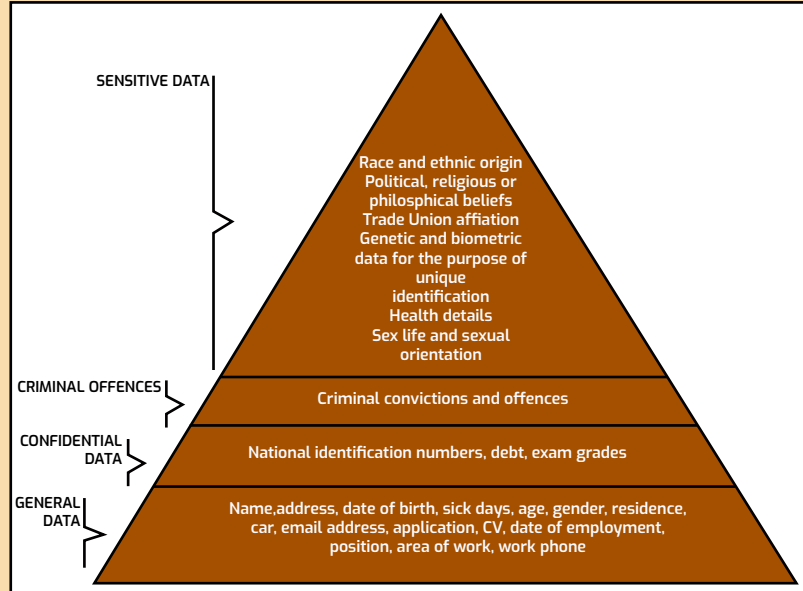 SENSITIVE DATA
Race and ethnic origin
Political, religious or
philosphical beliefs
Trade Union affiation
Genetic and biometric
data for the purpose of
unique
identification
Health details
Sex life and sexual
orientation
CRIMINAL OFFENCES
Criminal convictions and offences
CONFIDENTIAL
DATA
National identification numbers, debt, exam grades
GENERAL
DATA
Name,address, date of birth, sick days, age, gender, residence,
car, email address, application, CV, date of employment,
position, area of work, work phone